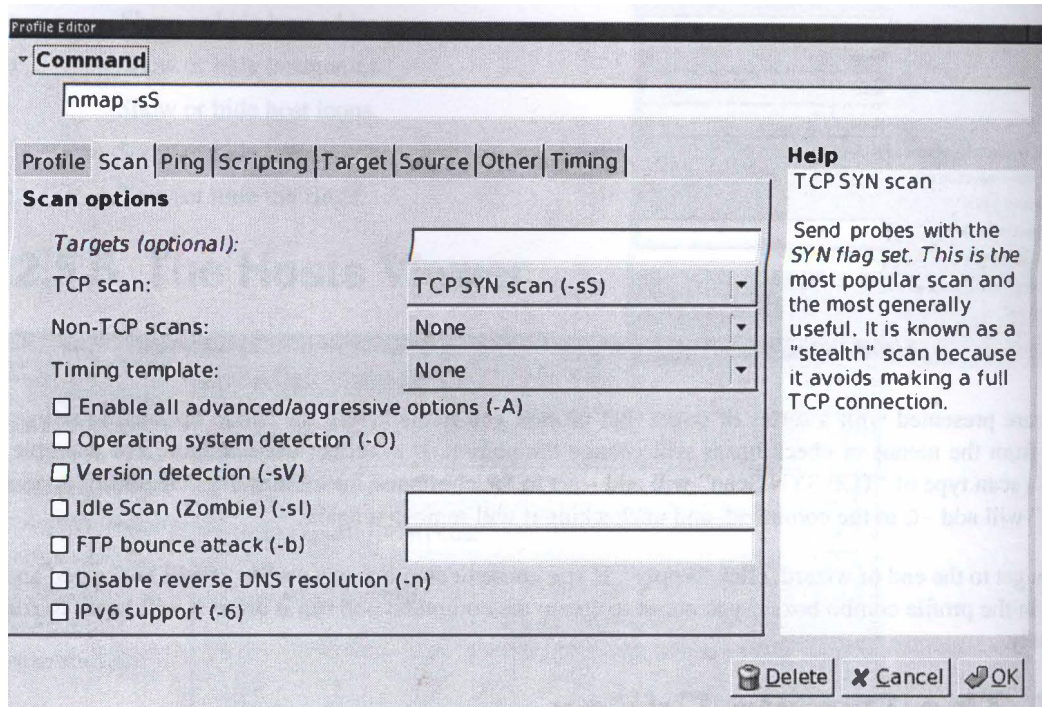 Profile Editor
Command
nmap -sS
Profile Scan Ping Scripting Target Source Other Timing
Scan options
Targets (optional):
TCP scan:
TCP SYN scan (-sS)
Non-TCP scans:
None
Timing template:
None
Enable all advanced/aggressive options (-A)
Operating system detection (-O)
Version detection (-sV)
Idle Scan (Zombie) (-sI)
FTP bounce attack (-b)
Disable reverse DNS resolution (-n)
IPv6 support (-6)
Help
TCP SYN scan
Send probes with the
SYN flag set. This is the
most popular scan and
the most generally
useful. It is known as a
"stealth" scan because
it avoids making a full
TCP connection.
Delete
Cancel
OK